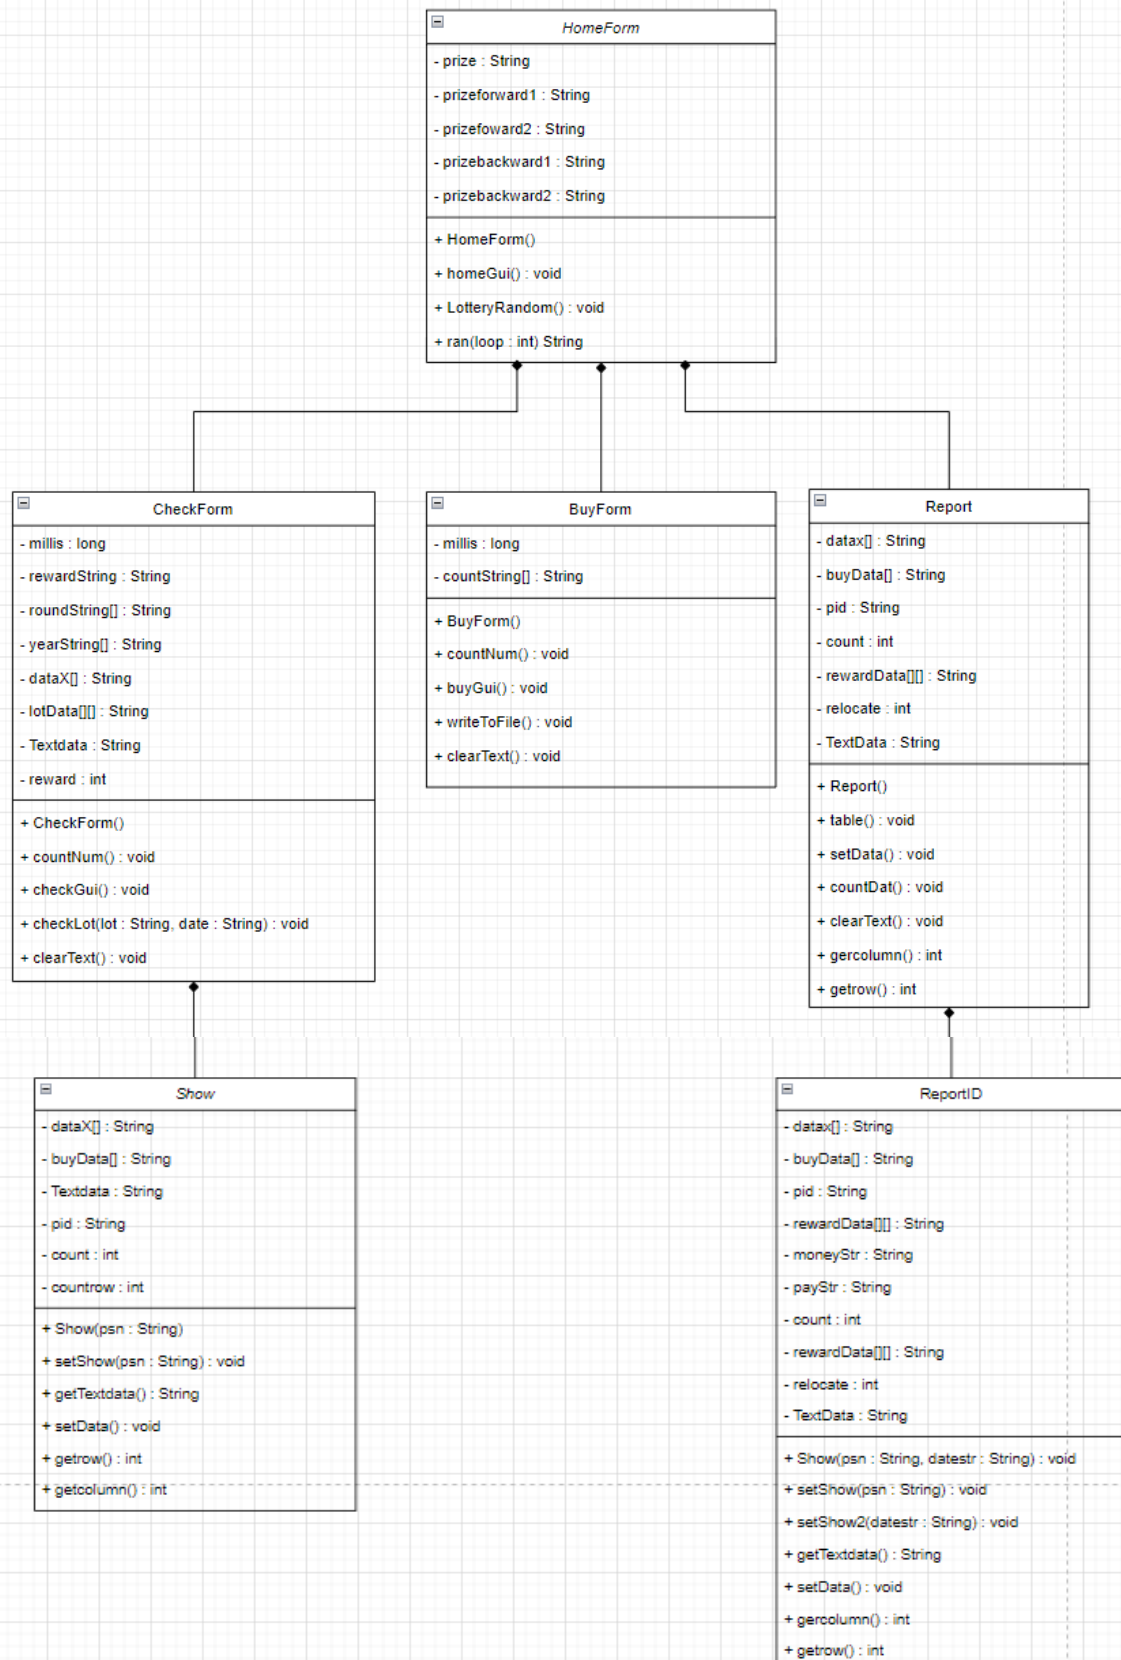 HomeForm
- prize : String
- prizeforward1 : String
- prizefoward2 : String
- prizebackward1 : String
- prizebackward2 : String
+ HomeForm()
+ homeGui() : void
+ LotteryRandom() : void
+ ran(loop : int) String
CheckForm
- millis : long
- rewardString : String
- roundString[] : String
- yearString[] : String
- dataX[] : String
- lotData[][] : String
- Textdata : String
- reward : int
+ CheckForm()
+ countNum() : void
+ checkGui() : void
+ checkLot(lot : String, date : String) : void
+ clearText() : void
BuyForm
- millis : long
- countString[] : String
+ BuyForm()
+ countNum() : void
+ buyGui() : void
+ writeToFile() : void
+ clearText() : void
Report
- datax[] : String
- buyData[] : String
- pid : String
- count : int
- rewardData[][] : String
- relocate : int
- TextData : String
+ Report()
+ table() : void
+ setData() : void
+ countDat() : void
+ clearText() : void
+ gercolumn() : int
+ getrow() : int
Show
- dataX[] : String
- buyData[] : String
- Textdata : String
- pid : String
- count : int
- countrow : int
+ Show(psn : String)
+ setShow(psn : String) : void
+ getTextdata() : String
+ setData() : void
+ getrow() : int
+ getcolumn() : int
ReportID
- datax[] : String
- buyData[] : String
- pid : String
- rewardData[][] : String
- moneyStr : String
- payStr : String
- count : int
- rewardData[][] : String
- relocate : int
- TextData : String
+ Show(psn : String, datestr : String) : void
+ setShow(psn : String) : void
+ setShow2(datestr : String) : void
+ getTextdata() : String
+ setData() : void
+ gercolumn() : int
+ getrow() : int